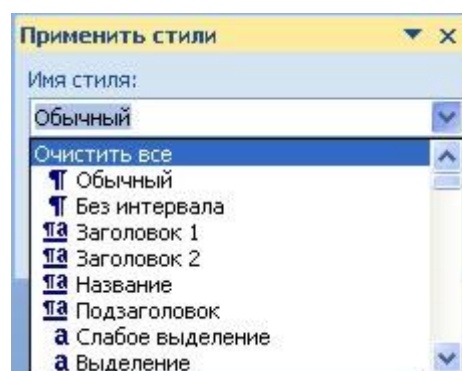 Применить стили
Имя стиля:
Обычный
Очистить все
¶ Обычный
¶ Без интервала
¶a Заголовок 1
¶a Заголовок 2
¶a Название
¶a Подзаголовок
a Слабое выделение
a Выделение